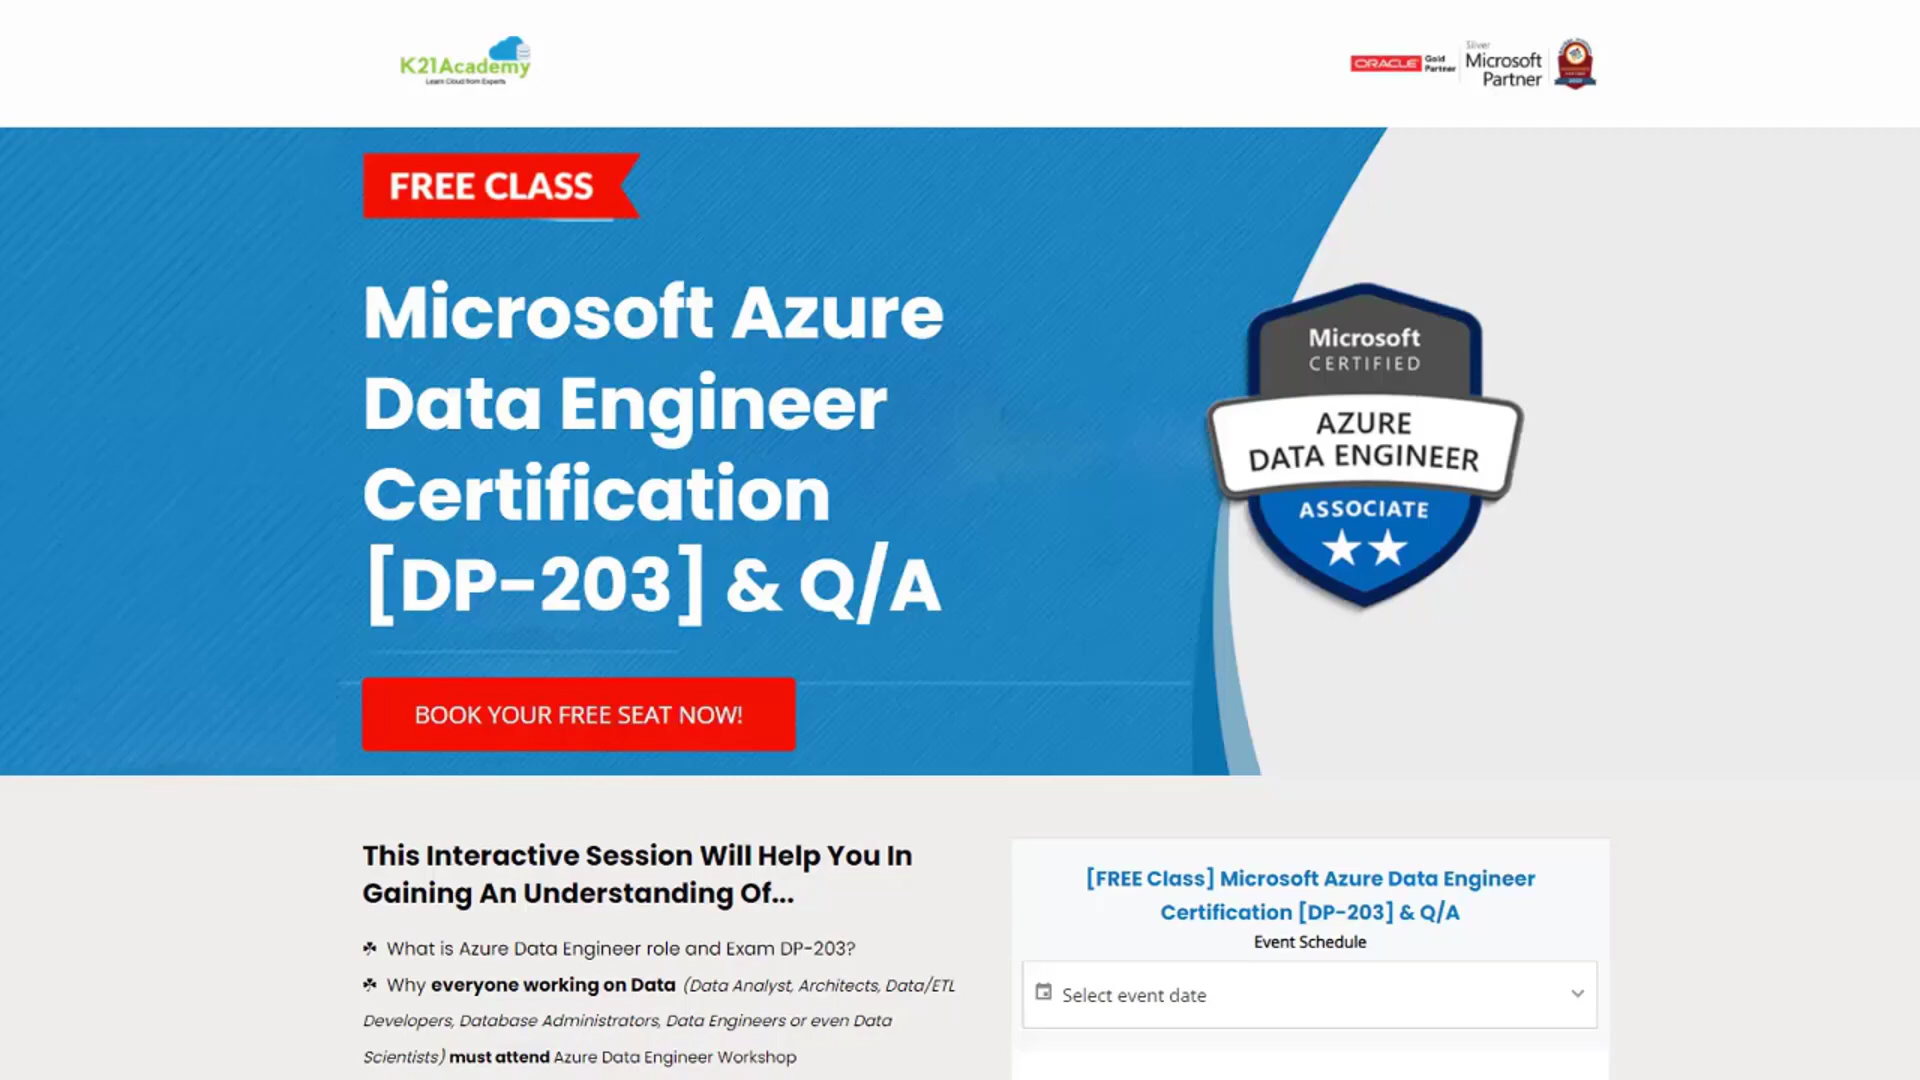 K21Academy
Learn Cloud from Experts
ORACLE Gold Partner
Silver
Microsoft
Partner
FREE CLASS
Microsoft Azure
Data Engineer
Certification
[DP-203] & Q/A
Microsoft
CERTIFIED
AZURE
DATA ENGINEER
ASSOCIATE
BOOK YOUR FREE SEAT NOW!
This Interactive Session Will Help You In
Gaining An Understanding Of...
What is Azure Data Engineer role and Exam DP-203?
Why everyone working on Data (Data Analyst, Architects, Data/ETL
Developers, Database Administrators, Data Engineers or even Data
Scientists) must attend Azure Data Engineer Workshop
[FREE Class] Microsoft Azure Data Engineer
Certification [DP-203] & Q/A
Event Schedule
Select event date